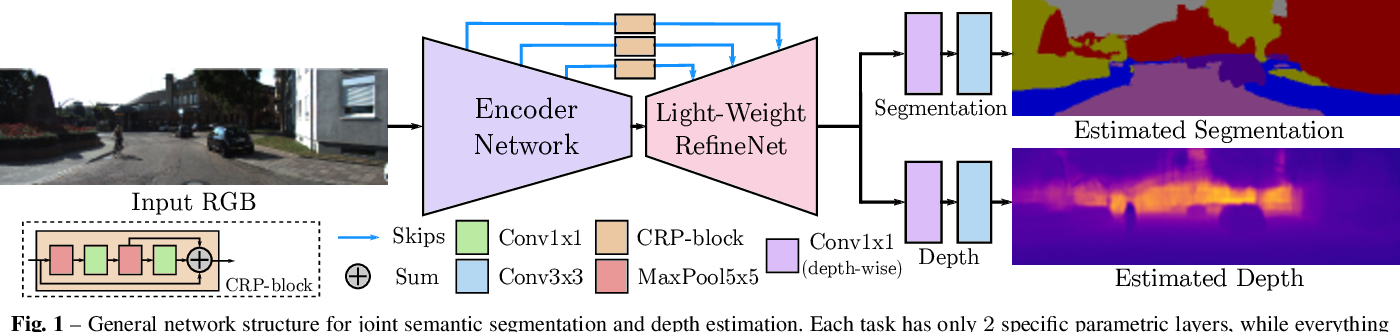 Encoder
Network
Light-Weight
RefineNet
Segmentation
Estimated Segmentation
Input RGB
Depth
Estimated Depth
CRP-block
Skips
Conv1x1
CRP-block
Conv1x1
(depth-wise)
Sum
Conv3x3
MaxPool5x5
Fig. 1 – General network structure for joint semantic segmentation and depth estimation. Each task has only 2 specific parametric layers, while everything